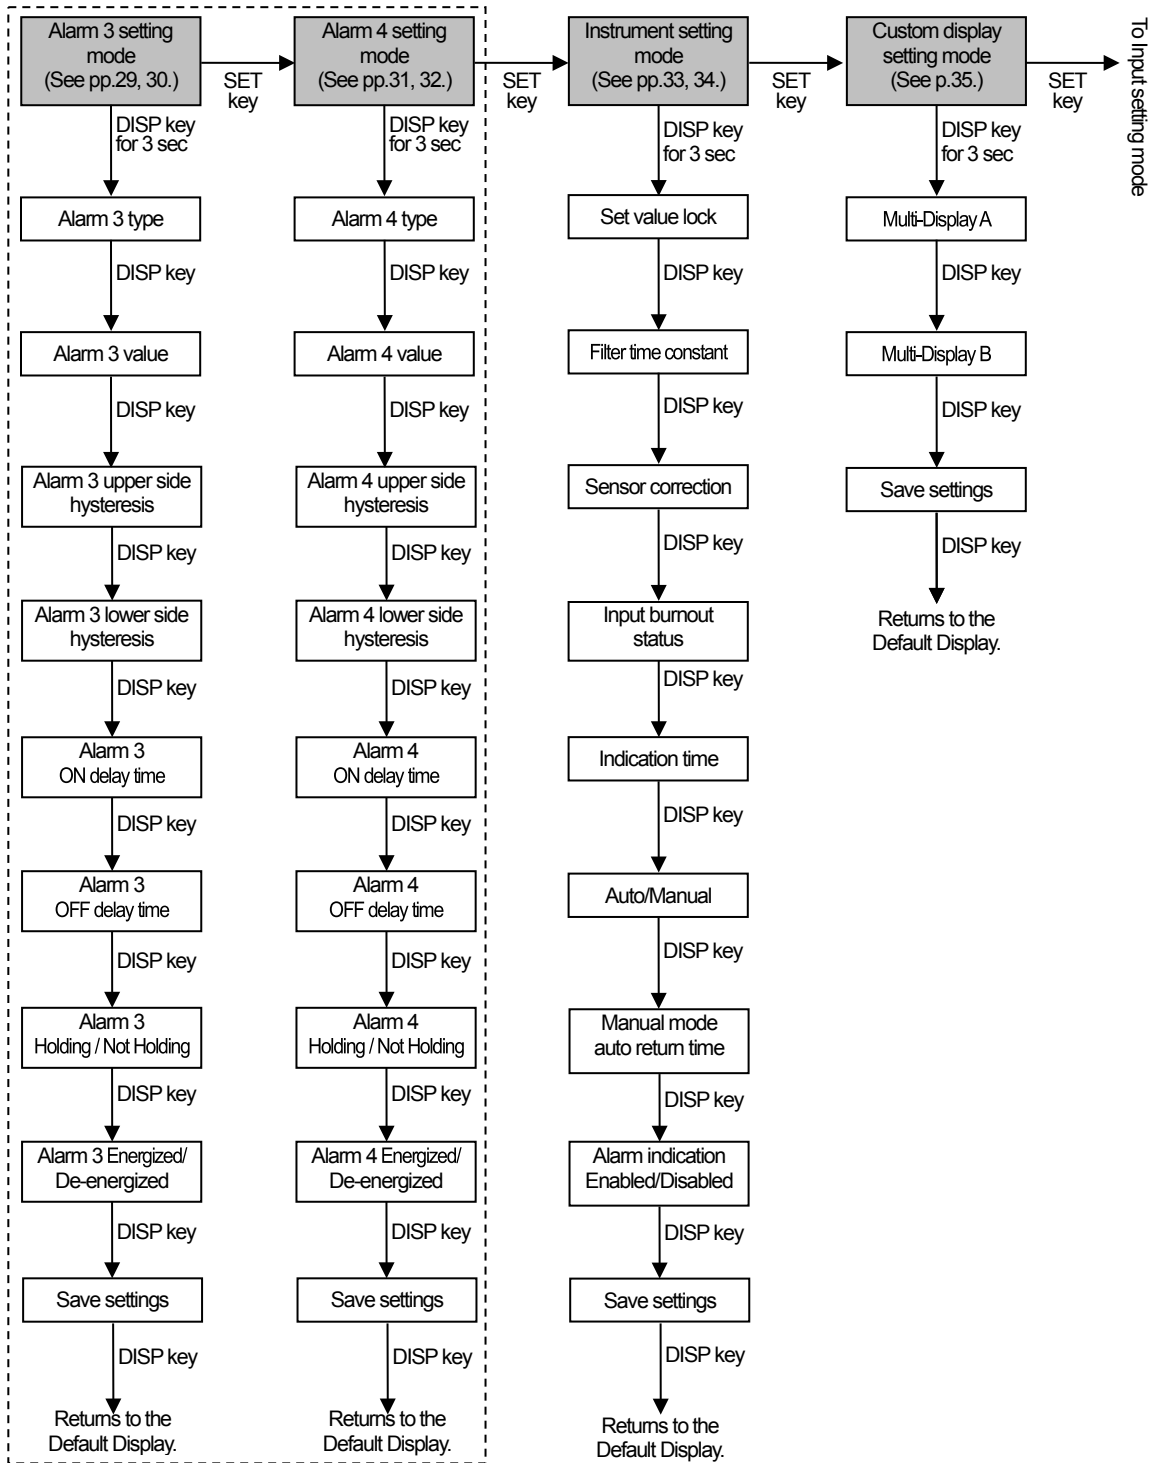 Alarm 3 setting
mode
(See pp.29, 30.)
SET
key
DISP key
for 3 sec
Alarm 3 type
DISP key
Alarm 3 value
DISP key
Alarm 3 upper side
hysteresis
DISP key
Alarm 3 lower side
hysteresis
DISP key
Alarm 3
ON delay time
DISP key
Alarm 3
OFF delay time
DISP key
Alarm 3
Holding / Not Holding
DISP key
Alarm 3 Energized/
De-energized
DISP key
Save settings
DISP key
Returns to the
Default Display.
Alarm 4 setting
mode
(See pp.31, 32.)
SET
key
DISP key
for 3 sec
Alarm 4 type
DISP key
Alarm 4 value
DISP key
Alarm 4 upper side
hysteresis
DISP key
Alarm 4 lower side
hysteresis
DISP key
Alarm 4
ON delay time
DISP key
Alarm 4
OFF delay time
DISP key
Alarm 4
Holding / Not Holding
DISP key
Alarm 4 Energized/
De-energized
DISP key
Save settings
DISP key
Returns to the
Default Display.
Instrument setting
mode
(See pp.33, 34.)
SET
key
DISP key
for 3 sec
Set value lock
DISP key
Filter time constant
DISP key
Sensor correction
DISP key
Input burnout
status
DISP key
Indication time
DISP key
Auto/Manual
DISP key
Manual mode
auto return time
DISP key
Alarm indication
Enabled/Disabled
DISP key
Save settings
DISP key
Returns to the
Default Display.
Custom display
setting mode
(See p.35.)
SET
key
DISP key
for 3 sec
Multi-Display A
DISP key
Multi-Display B
DISP key
Save settings
DISP key
Returns to the
Default Display.
To Input setting mode